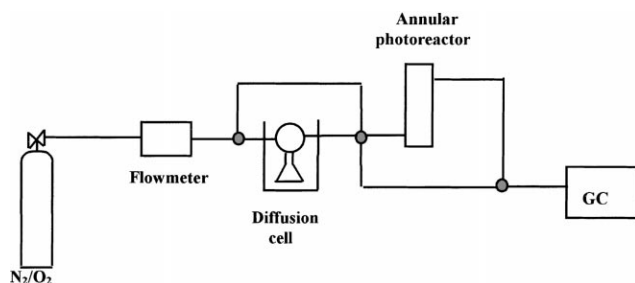 Annular
photoreactor
Flowmeter
Diffusion
cell
GC
N₂/O₂